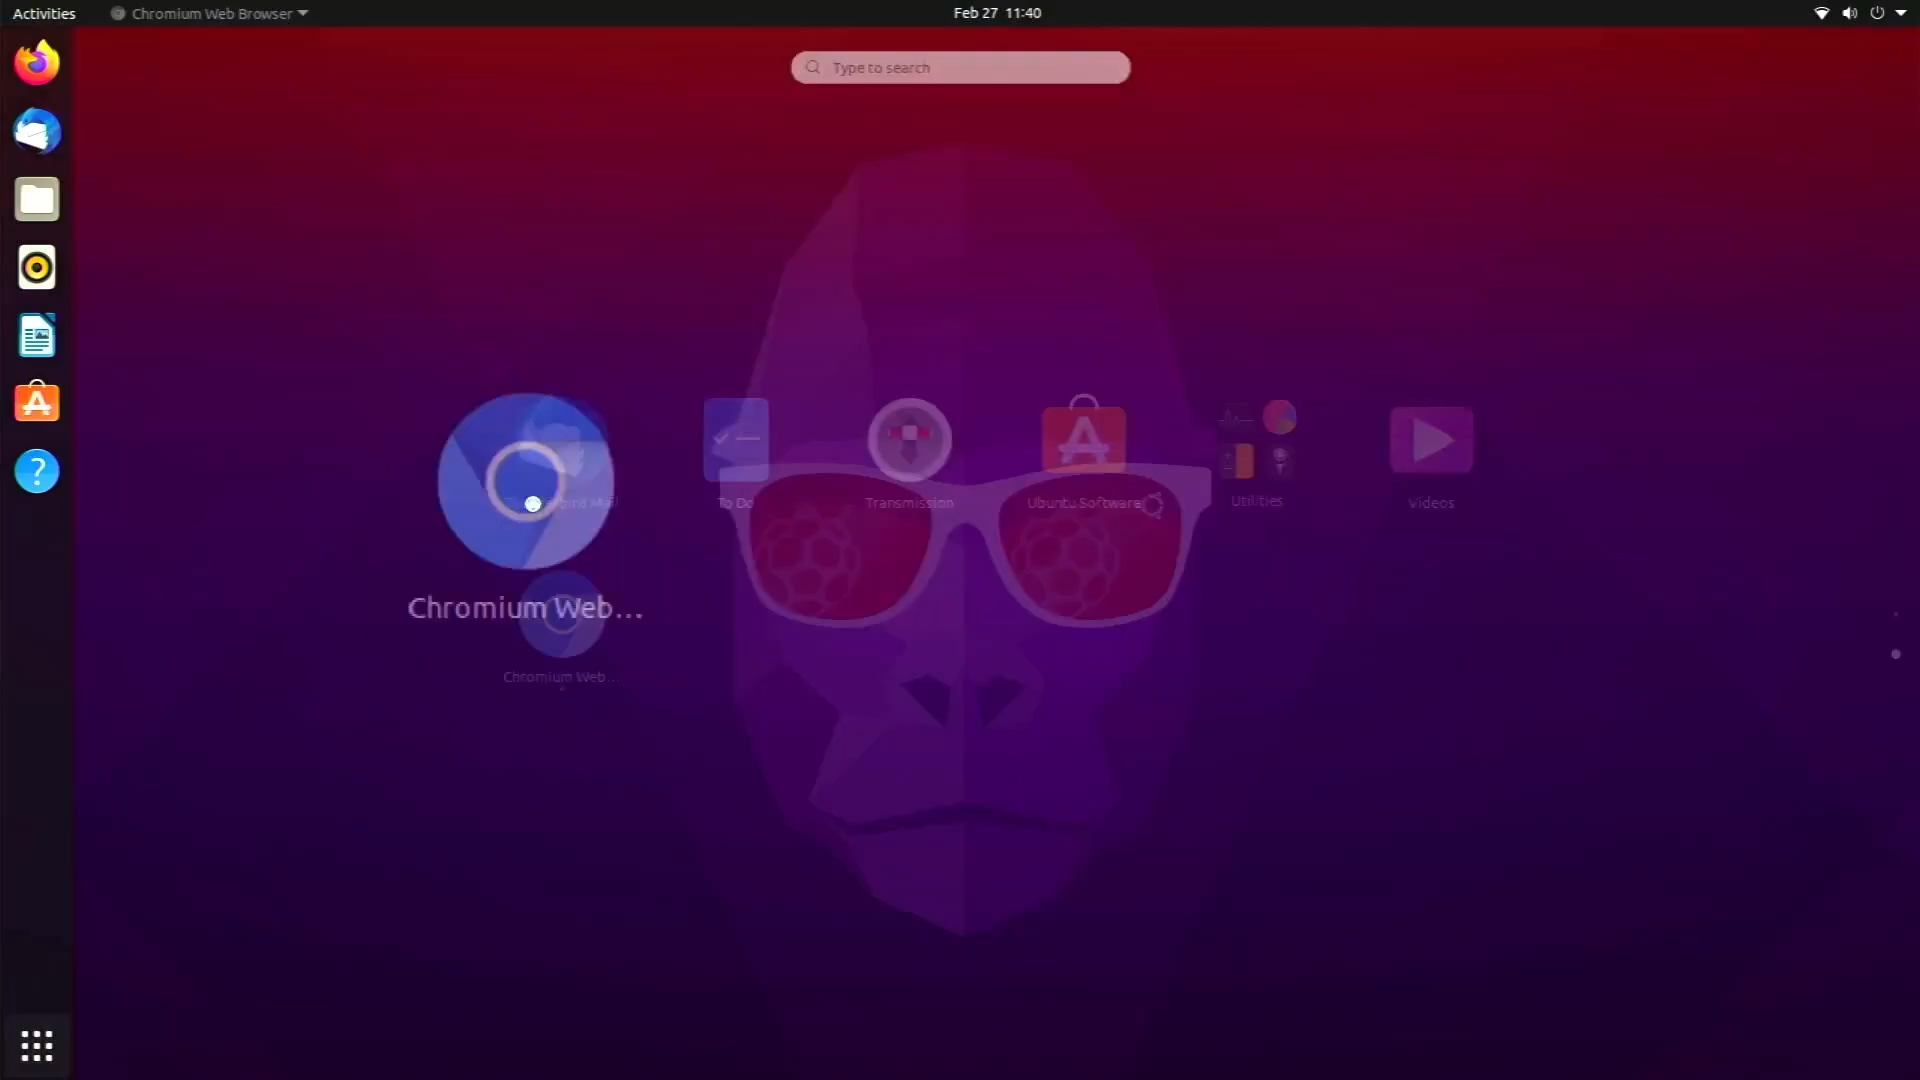 Activities
Chromium Web Browser
Feb 27 11:40
Type to search
To Do
Transmission
Ubuntu Software
Utilities
Videos
Chromium Web...
Chromium Web...